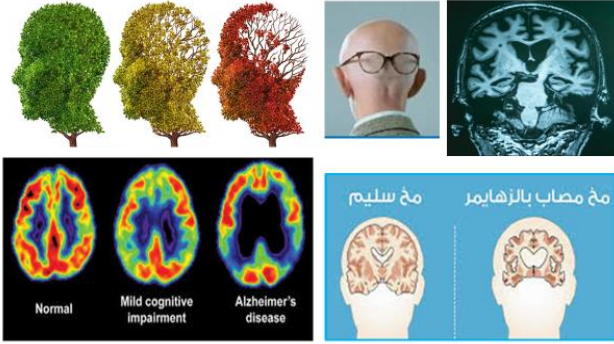 مخ سليم
مخ مصاب بالزهايمر
Normal
Mild cognitive
impairment
Alzheimer's
disease